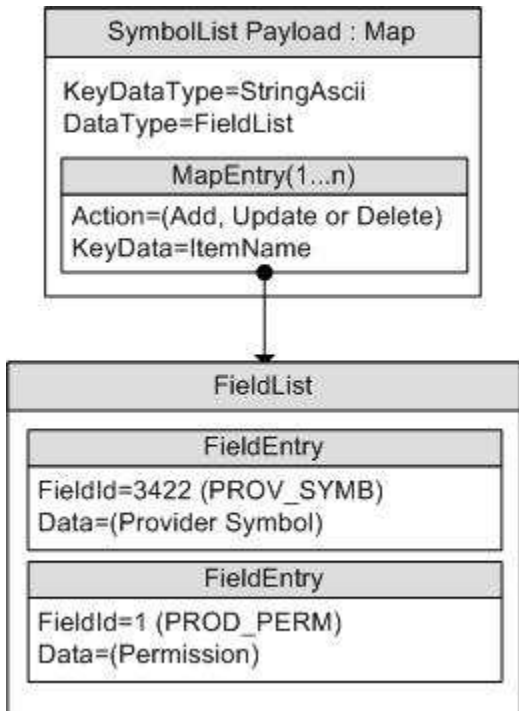 SymbolList Payload : Map
KeyDataType=StringAscii
DataType=FieldList
MapEntry(1...n)
Action=(Add, Update or Delete)
KeyData=ItemName
FieldList
FieldEntry
FieldId=3422 (PROV_SYMB)
Data=(Provider Symbol)
FieldEntry
FieldId=1 (PROD_PERM)
Data=(Permission)